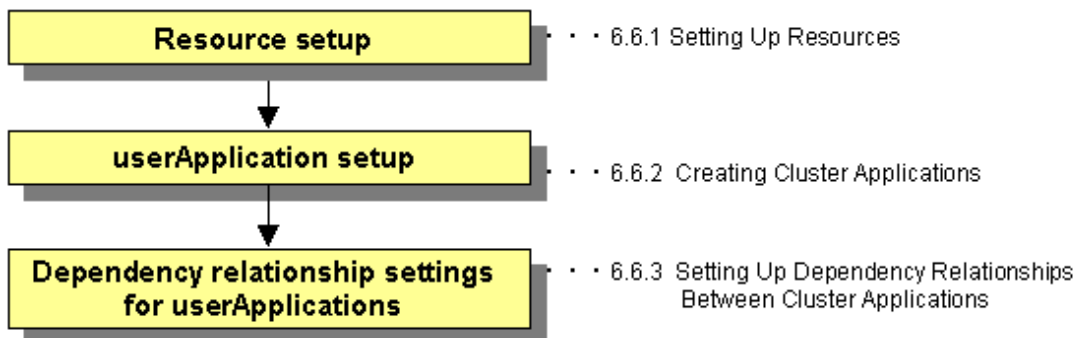 Resource setup · · · 6.6.1 Setting Up Resources
userApplication setup · · · 6.6.2 Creating Cluster Applications
Dependency relationship settings
for userApplications
· · · 6.6.3 Setting Up Dependency Relationships
Between Cluster Applications